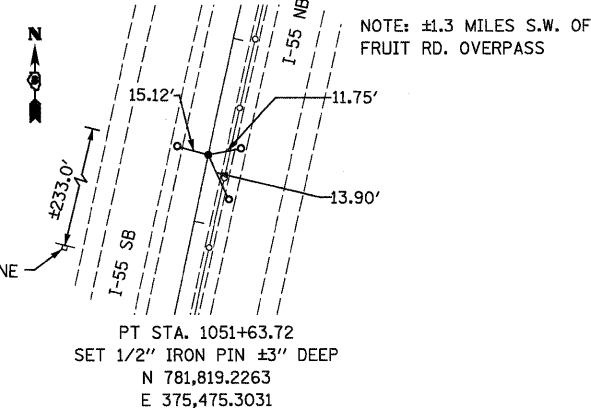 NOTE: ±1.3 MILES S.W. OF
FRUIT RD. OVERPASS
N
I-55 NB
15.12'
11.75'
±233.0'
13.90'
NE
I-55 SB
PT STA. 1051+63.72
SET 1/2" IRON PIN ±3" DEEP
N 781,819.2263
E 375,475.3031